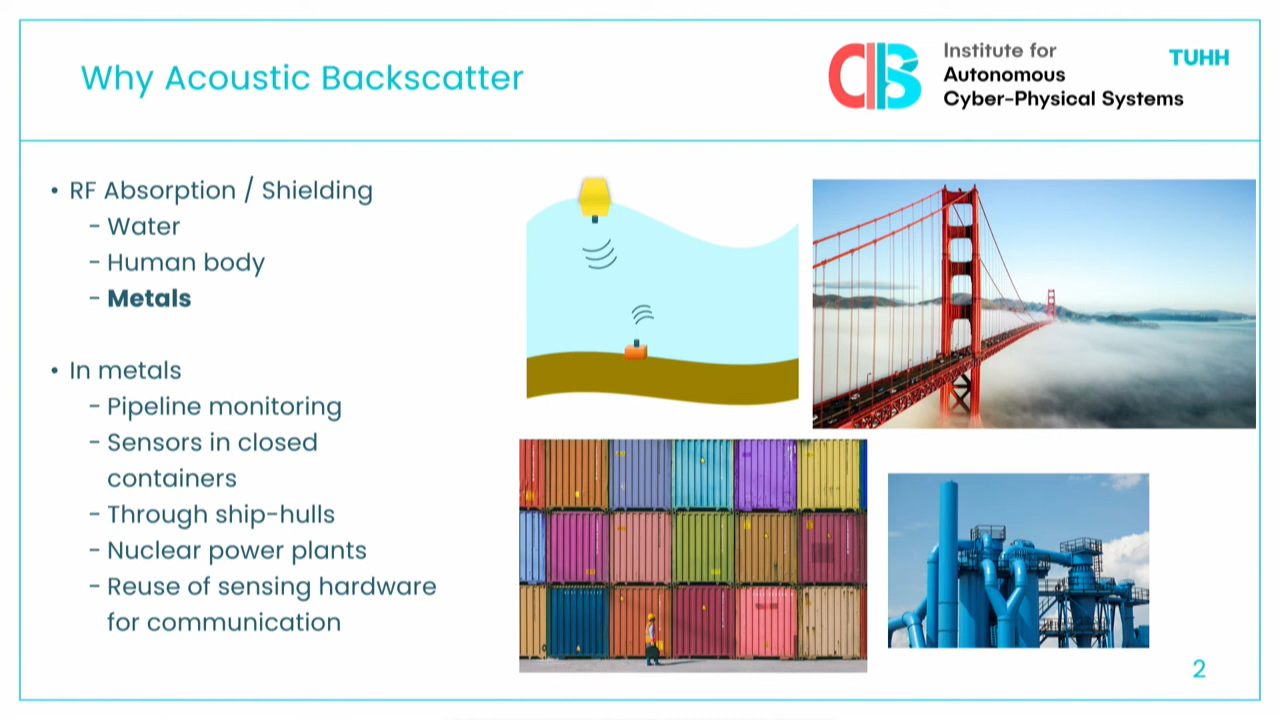 Why Acoustic Backscatter
Institute for
Autonomous
Cyber-Physical Systems
TUHH
• RF Absorption / Shielding
- Water
- Human body
- Metals
• In metals
- Pipeline monitoring
- Sensors in closed
containers
- Through ship-hulls
- Nuclear power plants
- Reuse of sensing hardware
for communication
2